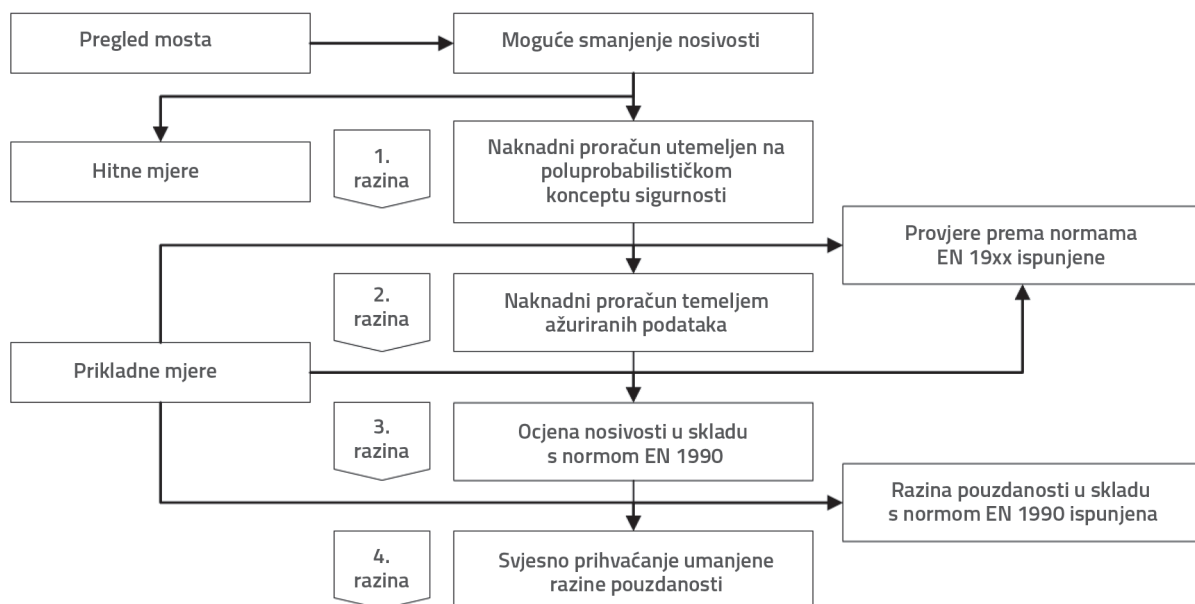 Pregled mosta
Moguće smanjenje nosivosti
Hitne mjere
1.
razina
Naknadni proračun utemeljen na
poluprobabilističkom
konceptu sigurnosti
Provjere prema normama
EN 19xx ispunjene
2.
razina
Naknadni proračun temeljem
ažuriranih podataka
Prikladne mjere
3.
razina
Ocjena nosivosti u skladu
s normom EN 1990
Razina pouzdanosti u skladu
s normom EN 1990 ispunjena
4.
razina
Svjesno prihvaćanje umanjene
razine pouzdanosti